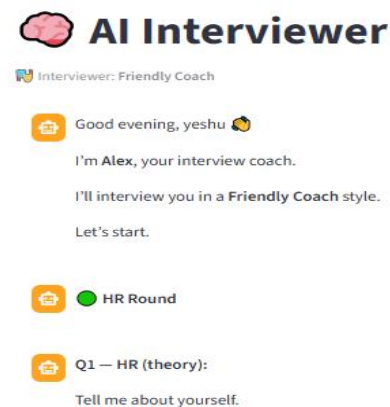 AI Interviewer
Interviewer: Friendly Coach
Good evening, yeshu
I'm Alex, your interview coach.
I'll interview you in a Friendly Coach style.
Let's start.
HR Round
Q1 — HR (theory):
Tell me about yourself.